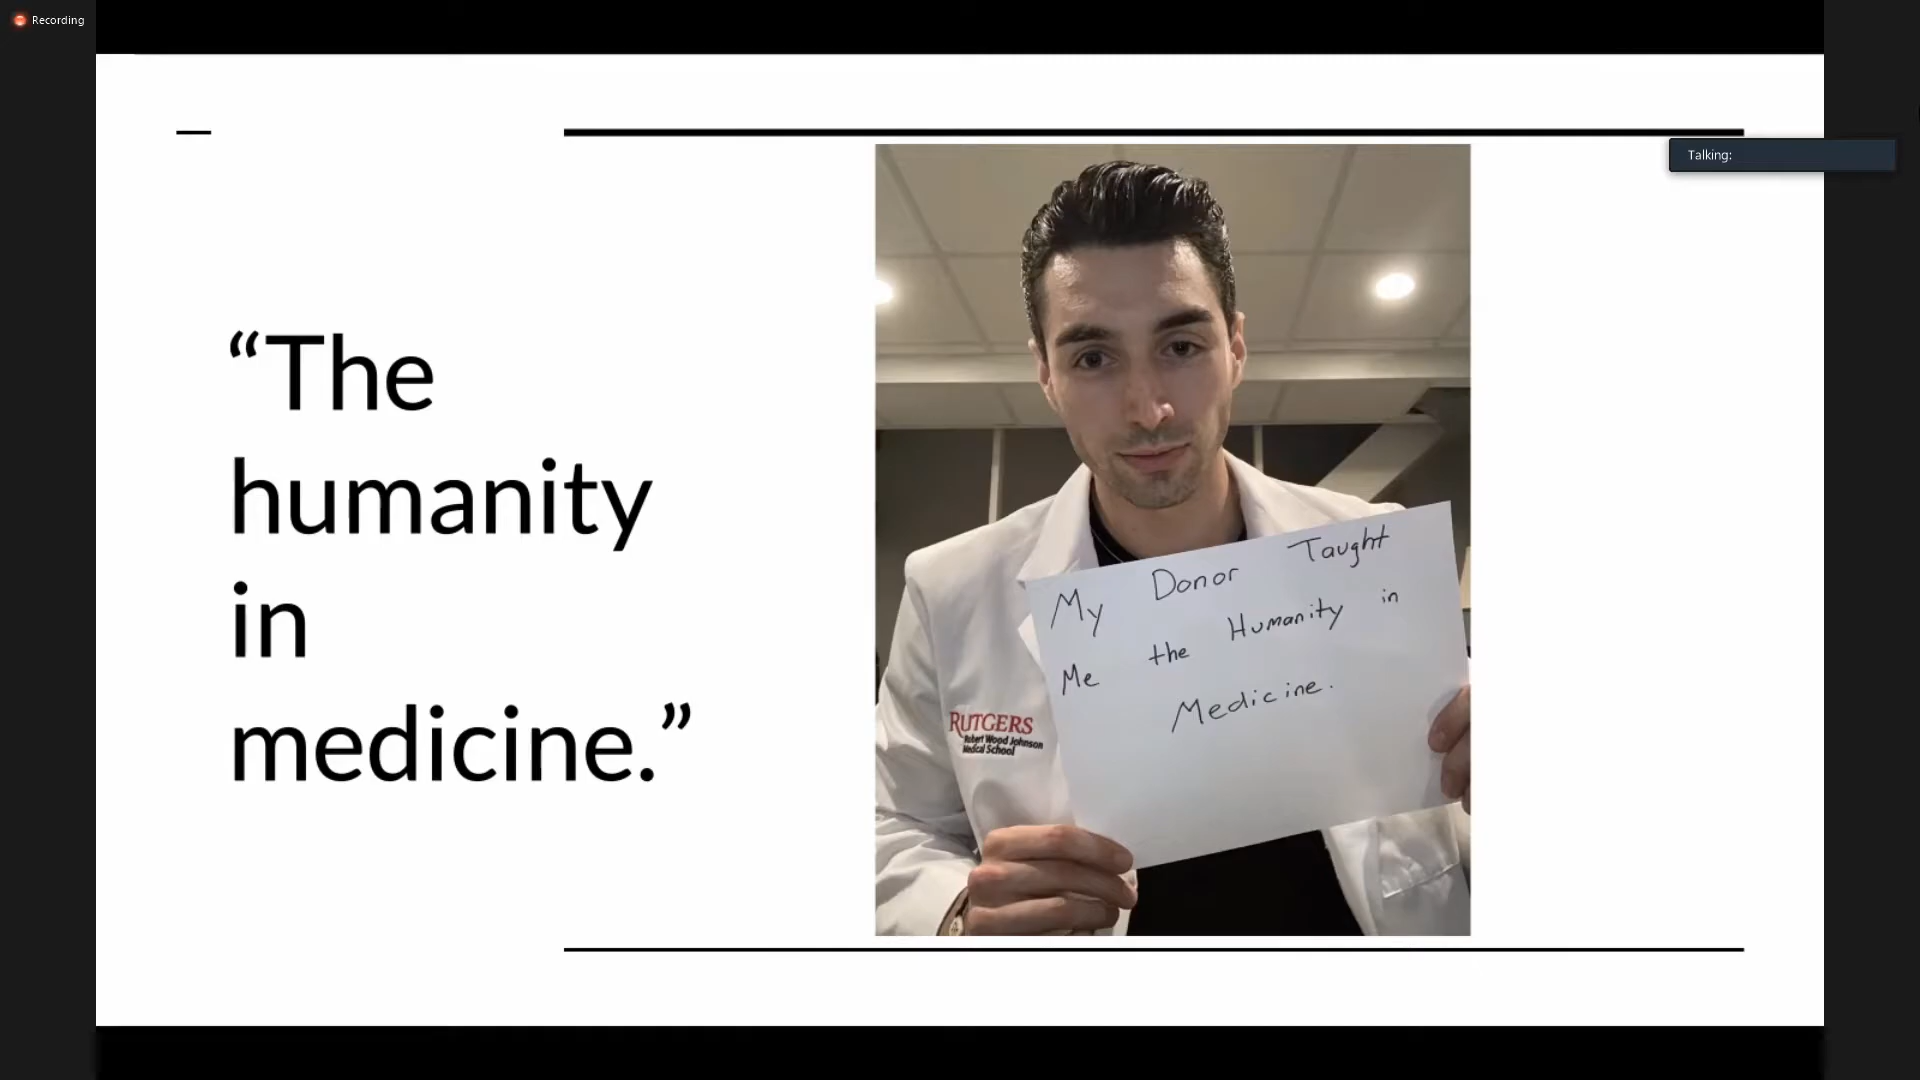 Recording
Talking:
“The
humanity
in
medicine.”
My Donor Taught
Me the Humanity in
Medicine.
RUTGERS
Robert Wood Johnson
Medical School